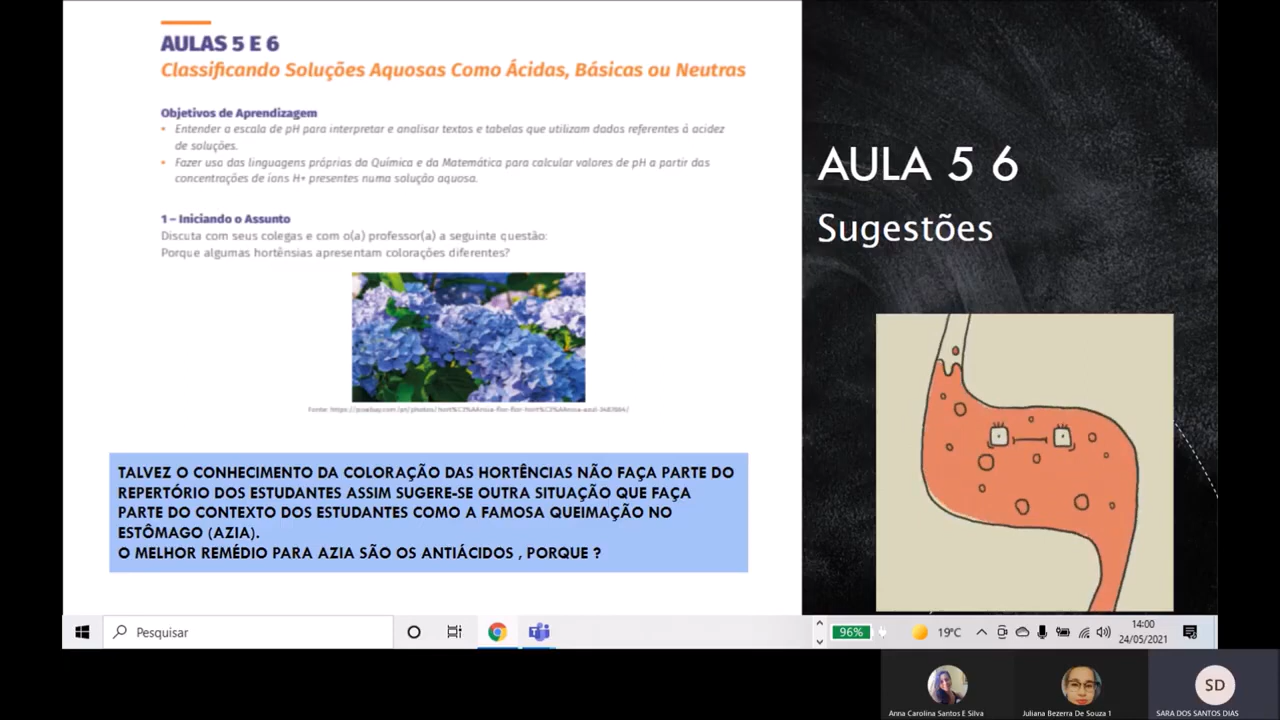 AULAS 5 E 6
Classificando Soluções Aquosas Como Ácidas, Básicas ou Neutras
Objetivos de Aprendizagem
• Entender a escala de pH para interpretar e analisar textos e tabelas que utilizam dados referentes à acidez
de soluções.
• Fazer uso das linguagens próprias da Química e da Matemática para calcular valores de pH a partir das
concentrações de íons H+ presentes numa solução aquosa.
1 – Iniciando o Assunto
Discuta com seus colegas e com o(a) professor(a) a seguinte questão:
Porque algumas hortênsias apresentam colorações diferentes?
TALVEZ O CONHECIMENTO DA COLORAÇÃO DAS HORTÊNCIAS NÃO FAÇA PARTE DO
REPERTÓRIO DOS ESTUDANTES ASSIM SUGERE-SE OUTRA SITUAÇÃO QUE FAÇA
PARTE DO CONTEXTO DOS ESTUDANTES COMO A FAMOSA QUEIMAÇÃO NO
ESTÔMAGO (AZIA).
O MELHOR REMÉDIO PARA AZIA SÃO OS ANTIÁCIDOS , PORQUE ?
AULA 5 6
Sugestões
Pesquisar
96%
19°C
14:00
24/05/2021
SD
Anna Carolina Santos E Silva
Juliana Bezerra De Souza 1
SARA DOS SANTOS DIAS